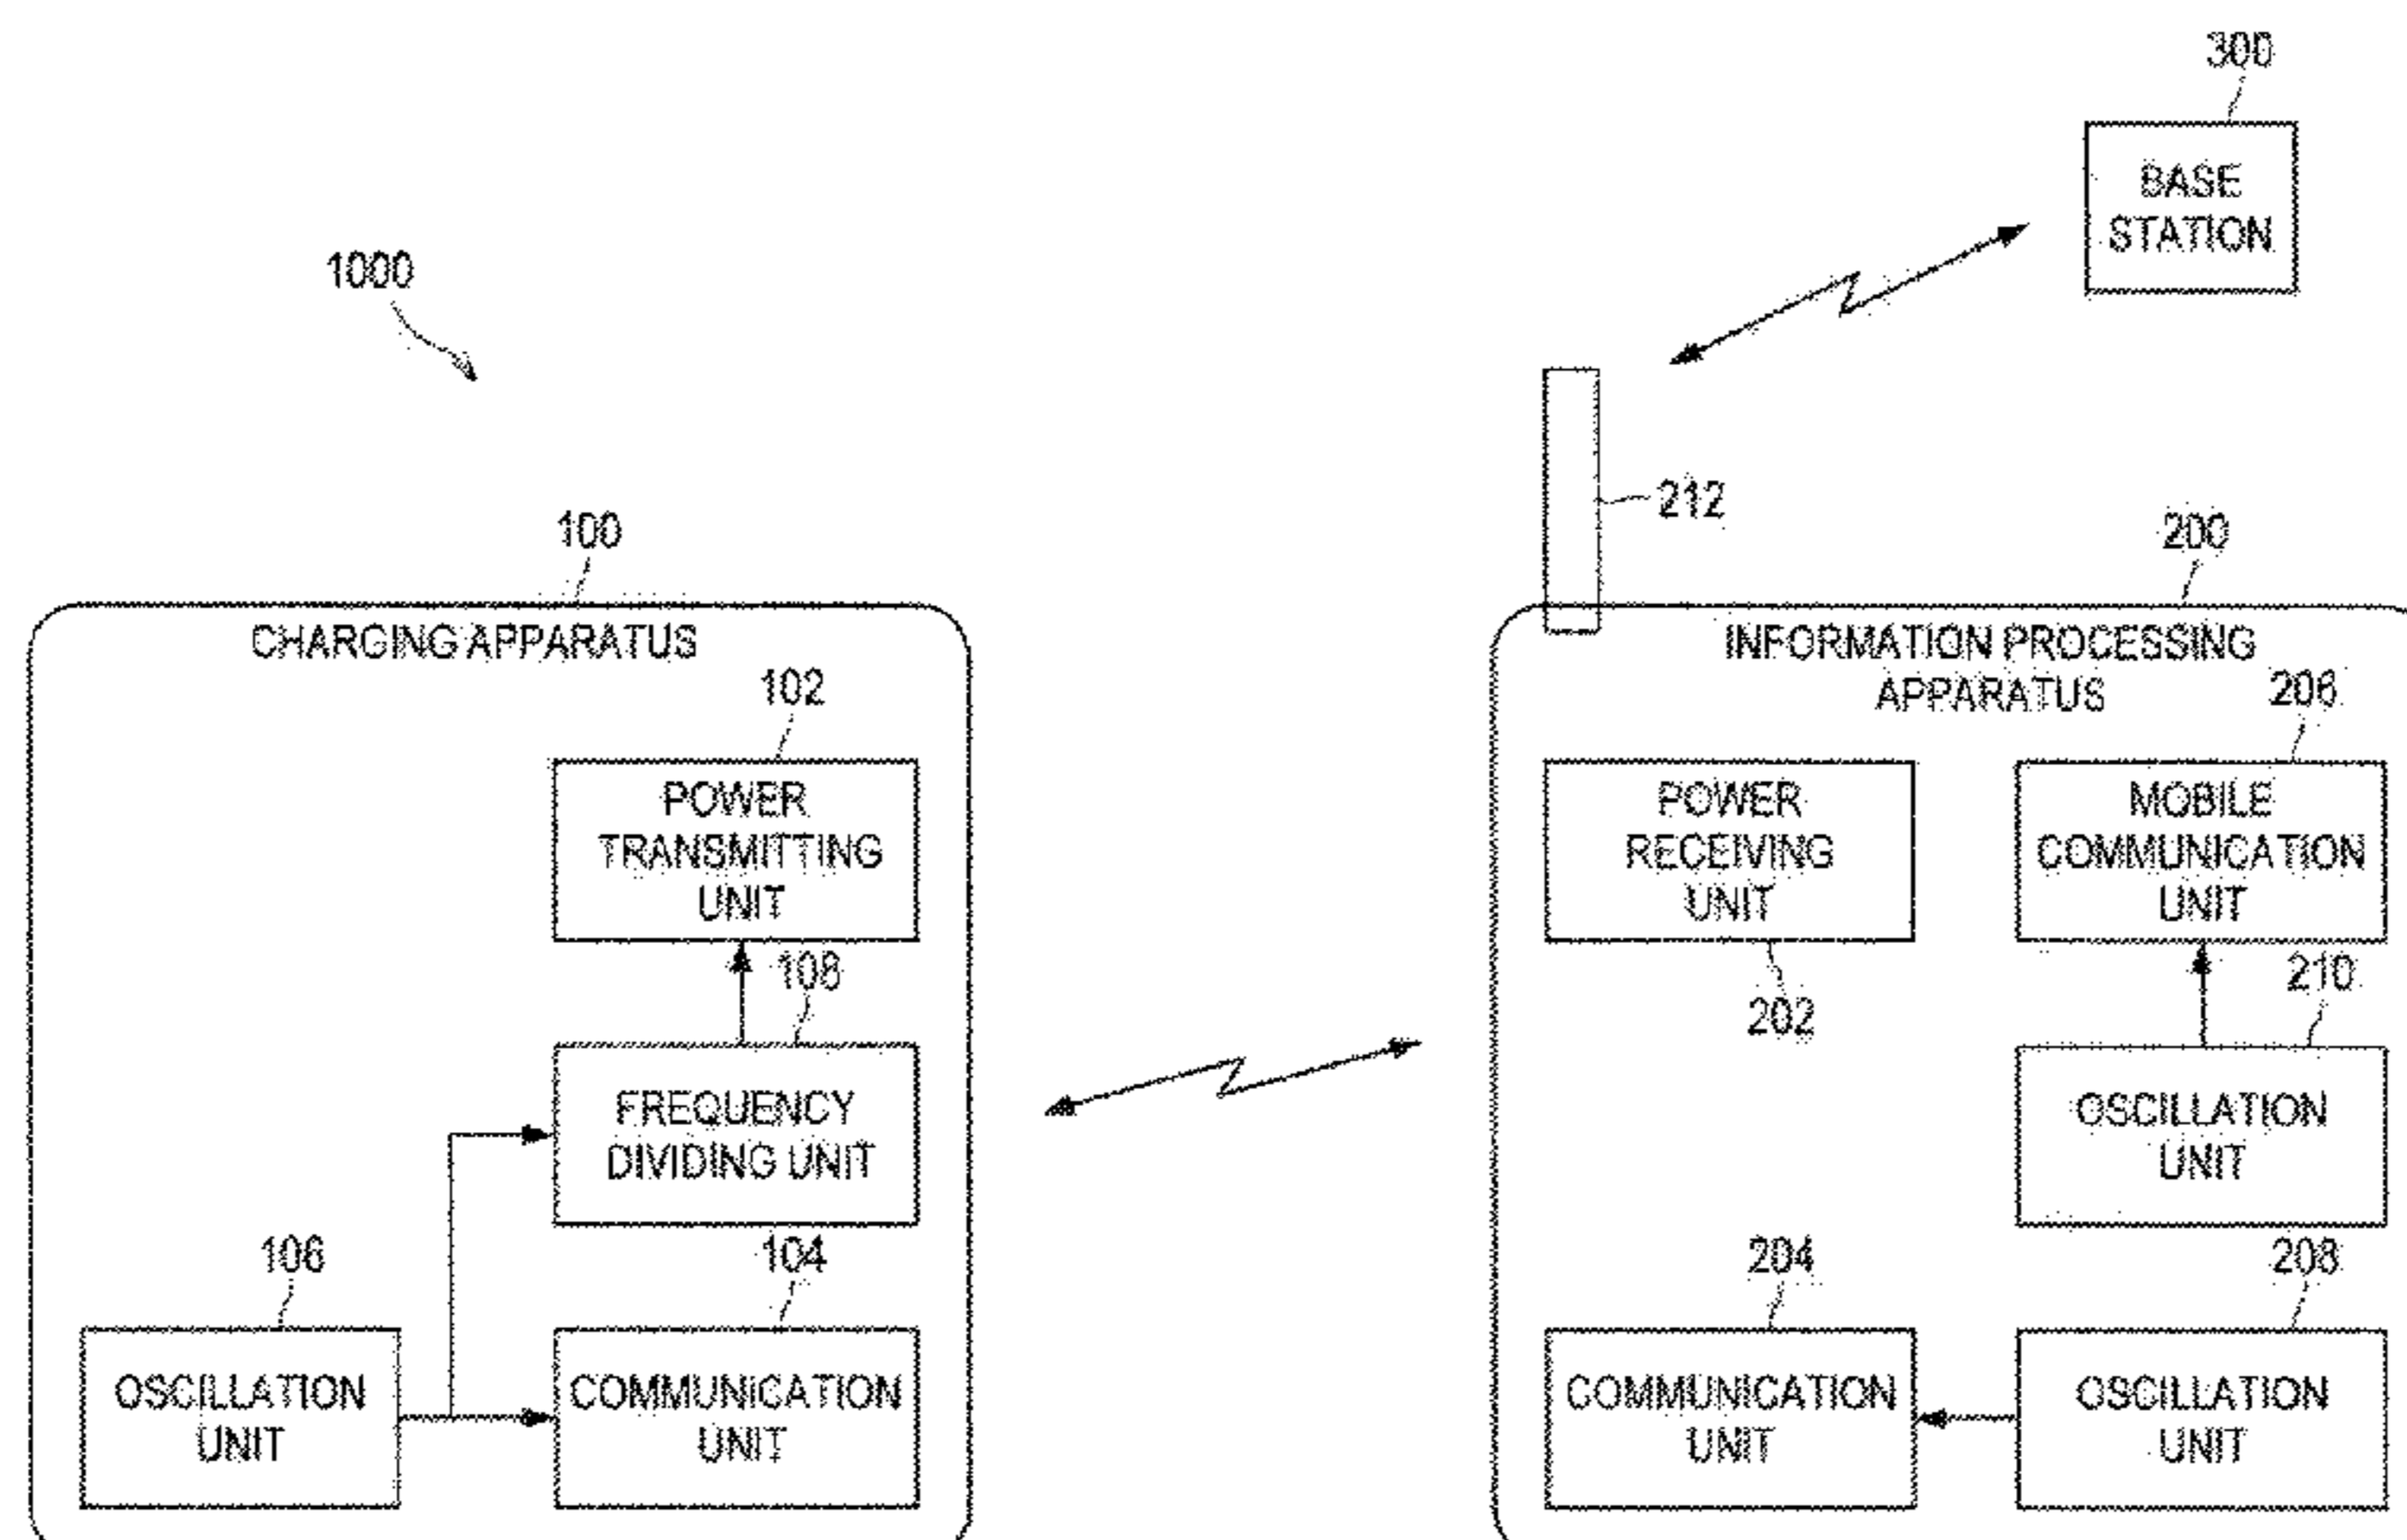 300
BASE
STATION
1000
212
100
200
CHARGING APPARATUS
INFORMATION PROCESSING
APPARATUS
102
206
POWER
TRANSMITTING
UNIT
POWER
RECEIVING
UNIT
MOBILE
COMMUNICATION
UNIT
108
202
210
FREQUENCY
DIVIDING UNIT
OSCILLATION
UNIT
106
104
204
208
OSCILLATION
UNIT
COMMUNICATION
UNIT
COMMUNICATION
UNIT
OSCILLATION
UNIT